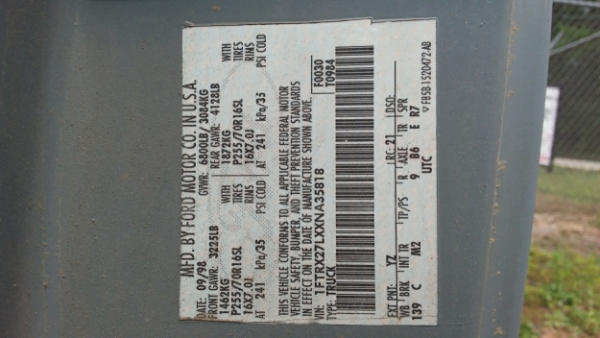 MFD. BY FORD MOTOR CO. IN U.S.A.
DATE: 09/98 GVWR: 6800LB/ 3084KG
FRONT GAWR: 3225LB REAR GAWR: 4128LB
1462KG WITH 1872KG WITH
P255/70R16SL TIRES P255/70R16SL TIRES
16X7.0J RIMS 16X7.0J RIMS
AT 241 kPa/35 PSI COLD AT 241 kPa/35 PSI COLD
THIS VEHICLE CONFORMS TO ALL APPLICABLE FEDERAL MOTOR
VEHICLE SAFETY, BUMPER, AND THEFT PREVENTION STANDARDS
IN EFFECT ON THE DATE OF MANUFACTURE SHOWN ABOVE.
VIN: 1FTRX27LXXNA35818 F0030
TYPE: TRUCK T0984
EXT PNT: YZ RC: 21 DSO:
WB BRK INT TR TP/PS R AXLE TR SPR
139 C M2 9 B6 E R7
UTC
▽F85B-1520472-AB